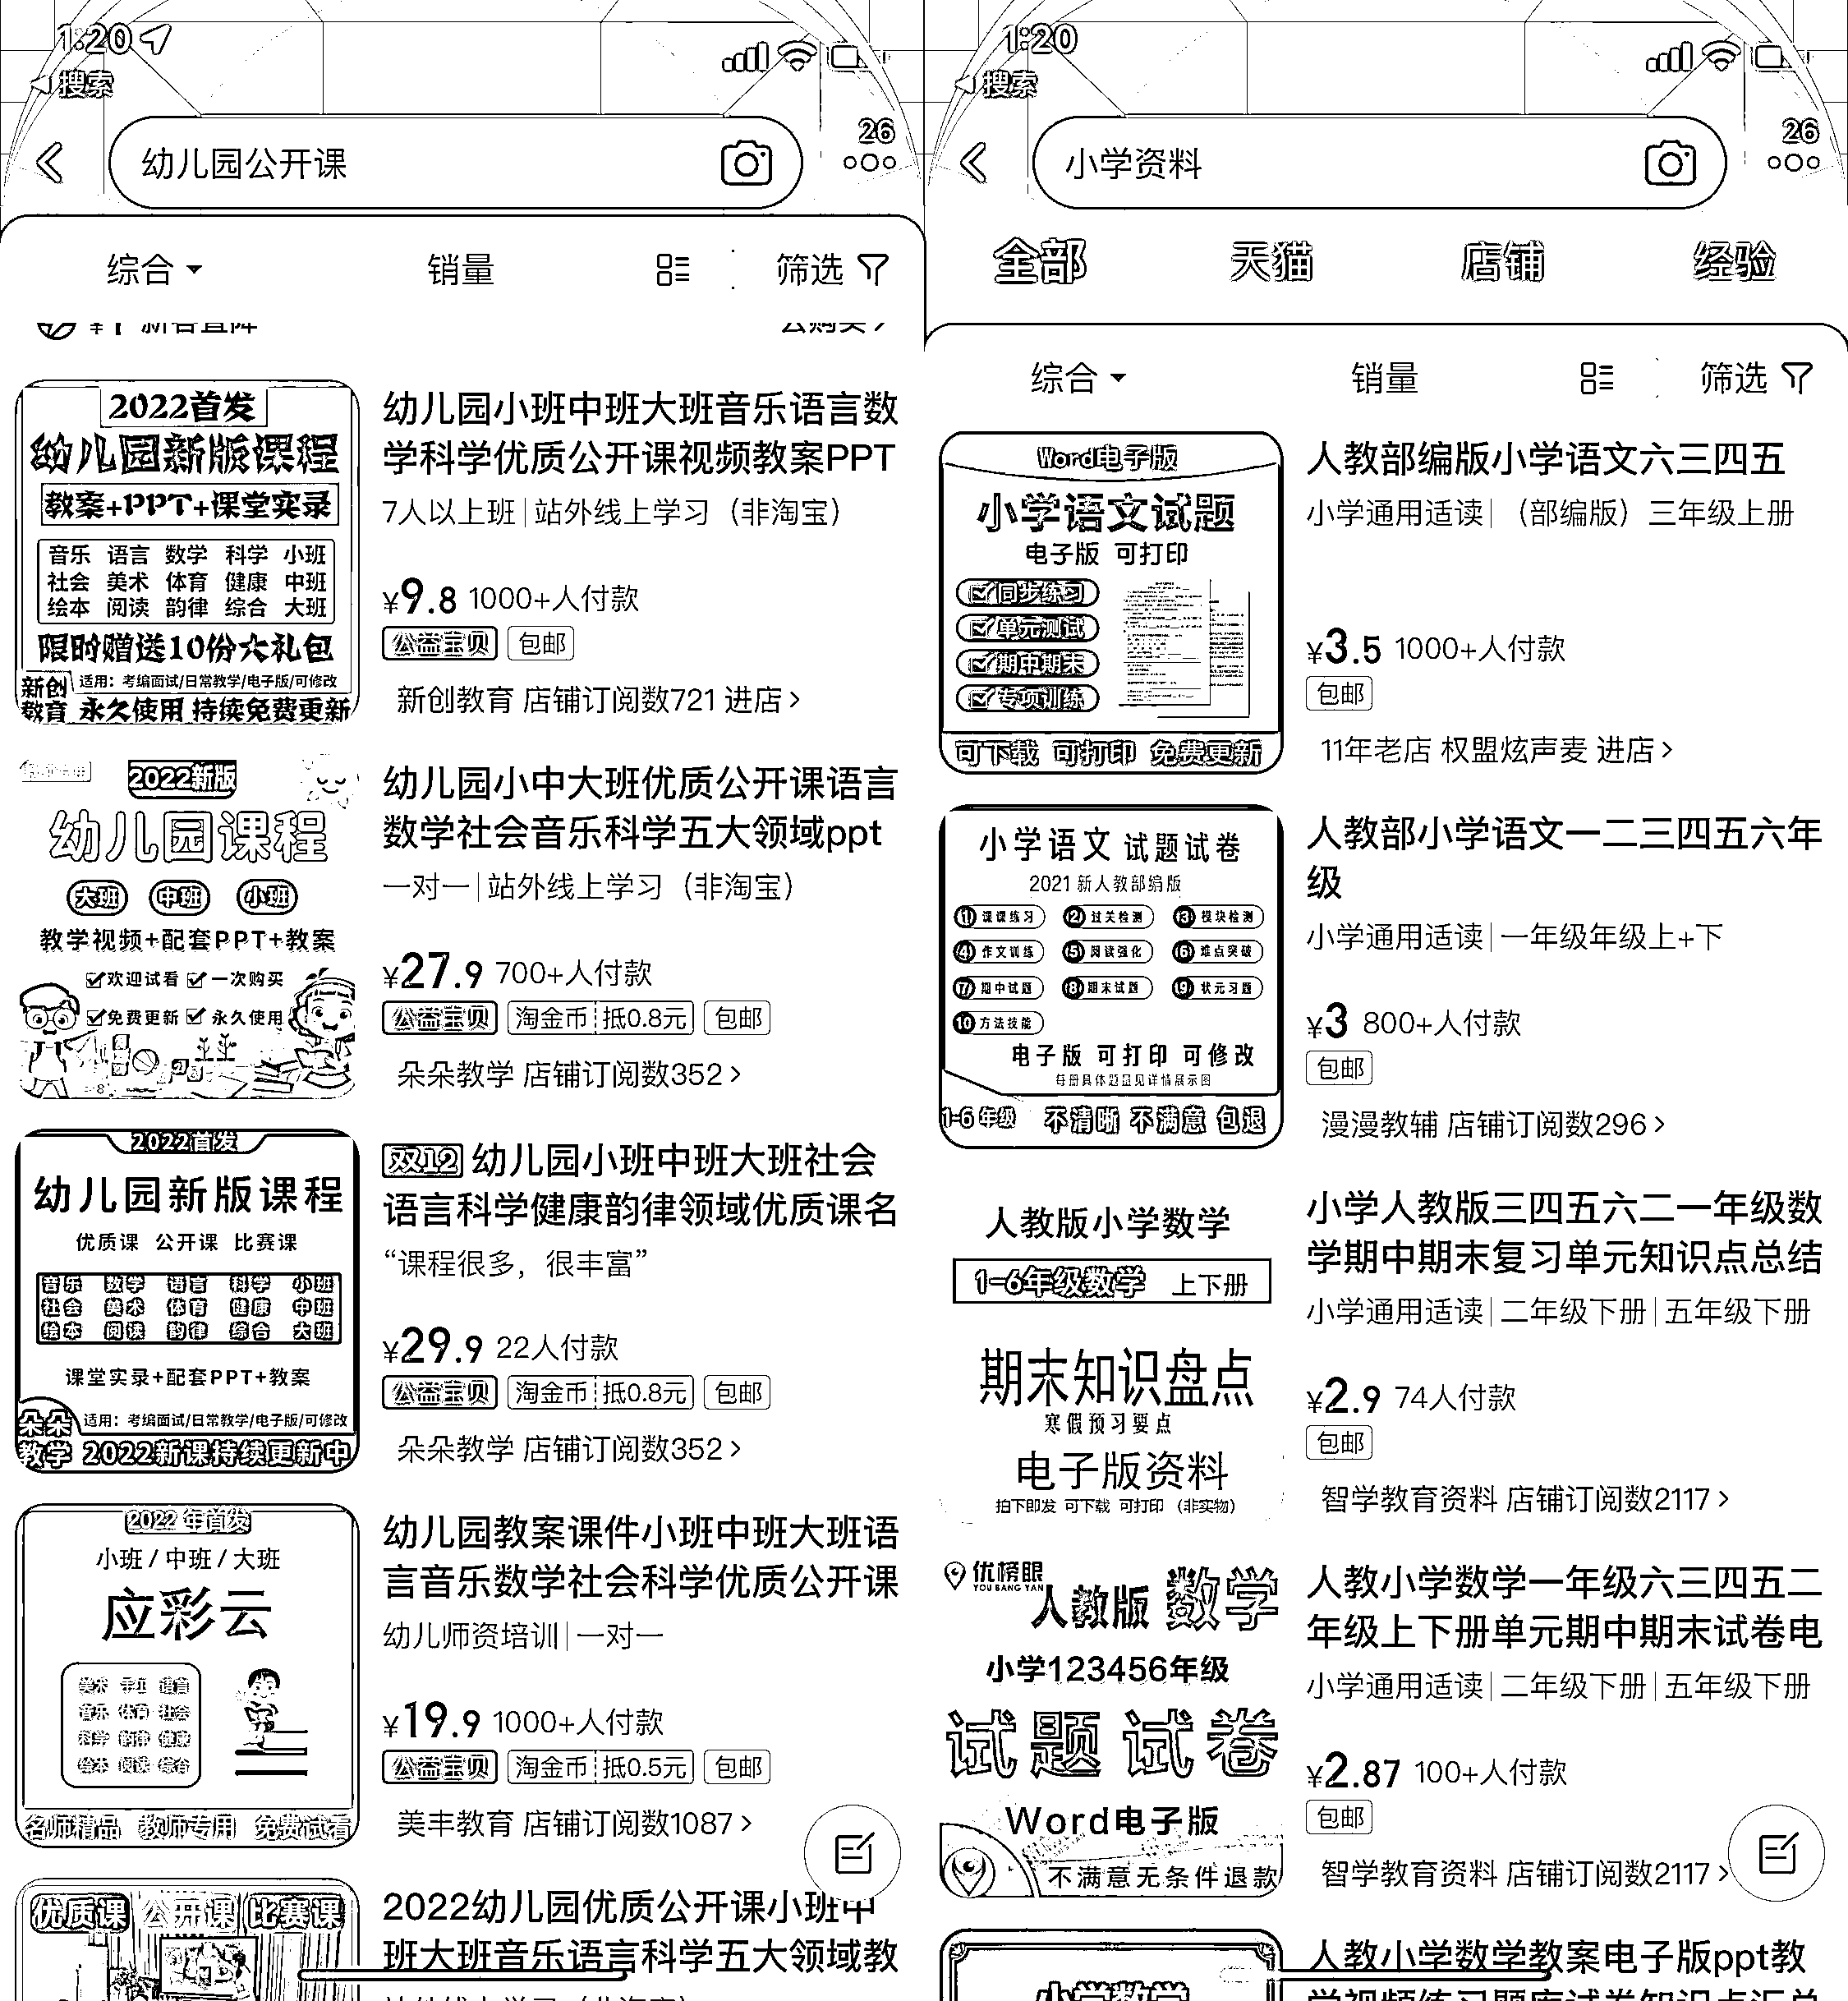 1:20
搜索
幼儿园公开课
26
综合
销量
筛选
2022首发
幼儿园新版课程
教案+PPT+课堂实录
音乐 语言 数学 科学 小班
社会 美术 体育 健康 中班
绘本 阅读 韵律 综合 大班
限时赠送10份大礼包
新创教育
适用：考编面试/日常教学/电子版/可修改
永久使用 持续免费更新
幼儿园小班中班大班音乐语言数
学科学优质公开课视频教案PPT
7人以上班|站外线上学习（非淘宝）
¥9.8 1000+人付款
公益宝贝 包邮
新创教育 店铺订阅数721 进店>
2022新版
幼儿园课程
大班 中班 小班
教学视频+配套PPT+教案
欢迎试看 一次购买
免费更新 永久使用
幼儿园小中大班优质公开课语言
数学社会音乐科学五大领域ppt
一对一|站外线上学习（非淘宝）
¥27.9 700+人付款
公益宝贝 淘金币 抵0.8元 包邮
朵朵教学 店铺订阅数352>
2022首发
幼儿园新版课程
优质课 公开课 比赛课
音乐 数学 语言 科学 小班
社会 美术 体育 健康 中班
绘本 阅读 韵律 综合 大班
课堂实录+配套PPT+教案
朵朵教学
适用：考编面试/日常教学/电子版/可修改
2022新课持续更新中
双12 幼儿园小班中班大班社会
语言科学健康韵律领域优质课名
“课程很多，很丰富”
¥29.9 22人付款
公益宝贝 淘金币 抵0.8元 包邮
朵朵教学 店铺订阅数352>
2022 年首发
小班/中班/大班
应彩云
美术 手工 语言
音乐 体育 社会
科学 韵律 健康
绘本 阅读 综合
名师精品 教师专用 免费试看
幼儿园教案课件小班中班大班语
言音乐数学社会科学优质公开课
幼儿师资培训|一对一
¥19.9 1000+人付款
公益宝贝 淘金币 抵0.5元 包邮
美丰教育 店铺订阅数1087>
优质课 公开课 比赛课
2022幼儿园优质公开课小班中
班大班音乐语言科学五大领域教
1:20
搜索
小学资料
26
全部 天猫 店铺 经验
综合
销量
筛选
Word电子版
小学语文试题
电子版 可打印
同步练习
单元测试
期中期末
专项训练
可下载 可打印 免费更新
人教部编版小学语文六三四五
小学通用适读|（部编版）三年级上册
¥3.5 1000+人付款
包邮
11年老店 权盟炫声麦 进店>
小学语文 试题试卷
2021新人教部编版
1 课课练习 2 过关检测 3 模块检测
4 作文训练 5 阅读强化 6 难点突破
7 期中试题 8 期末试题 9 状元习题
10 方法技能
电子版 可打印 可修改
每册具体题量见详情展示图
1-6年级 不清晰 不满意 包退
人教部小学语文一二三四五六年
级
小学通用适读|一年级年级上+下
¥3 800+人付款
包邮
漫漫教辅 店铺订阅数296>
人教版小学数学
1-6年级数学 上下册
期末知识盘点
寒假预习要点
电子版资料
拍下即发 可下载 可打印 （非实物）
小学人教版三四五六二一年级数
学期中期末复习单元知识点总结
小学通用适读|二年级下册|五年级下册
¥2.9 74人付款
包邮
智学教育资料 店铺订阅数2117>
优榜眼
YOU BANG YAN
人教版 数学
小学123456年级
试题试卷
Word电子版
不满意无条件退款
人教小学数学一年级六三四五二
年级上下册单元期中期末试卷电
小学通用适读|二年级下册|五年级下册
¥2.87 100+人付款
包邮
智学教育资料 店铺订阅数2117>
小学数学
人教小学数学教案电子版ppt教